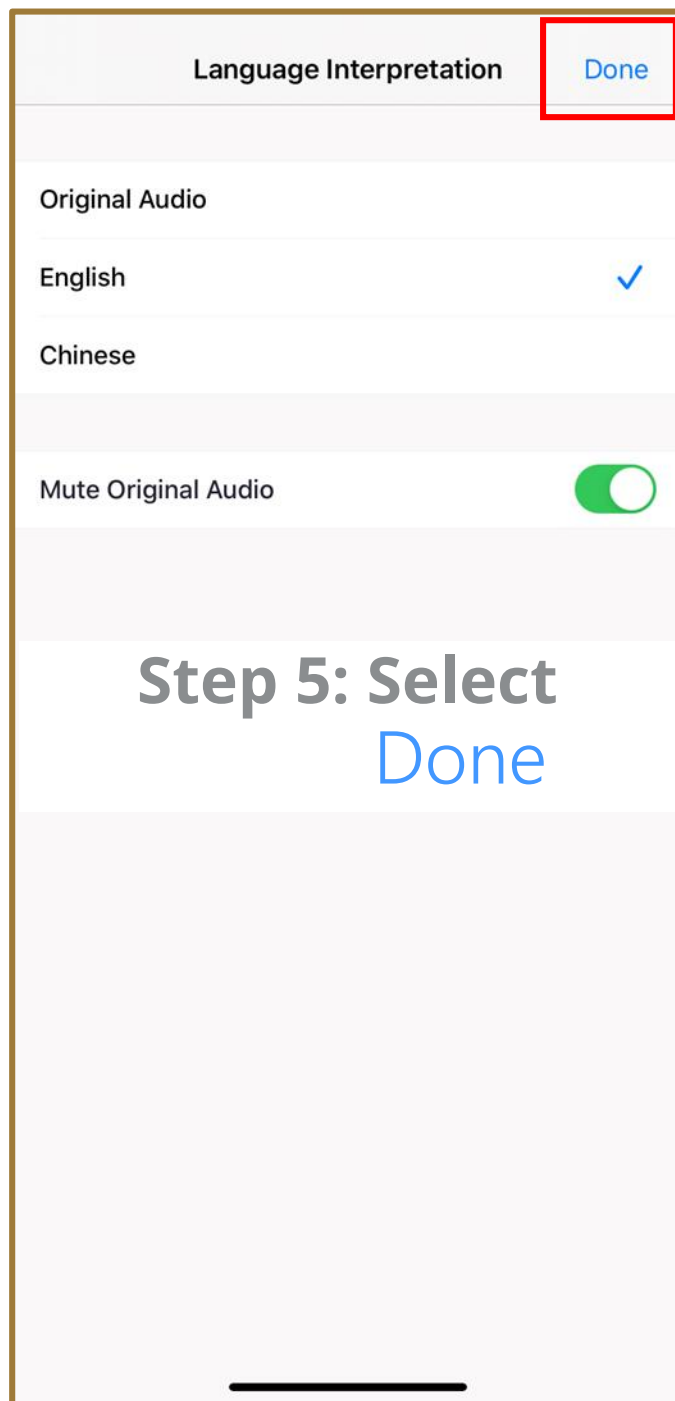 Language Interpretation Done
Original Audio
English
Chinese
Mute Original Audio
Step 5: Select
Done